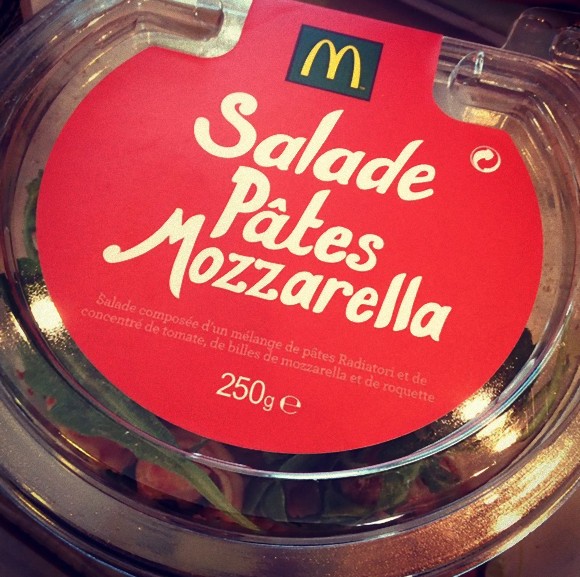 Salade
Pâtes
Mozzarella
Salade composée d'un mélange de pâtes Radiatori et de
concentré de tomate, de billes de mozzarella et de roquette
250g ℮